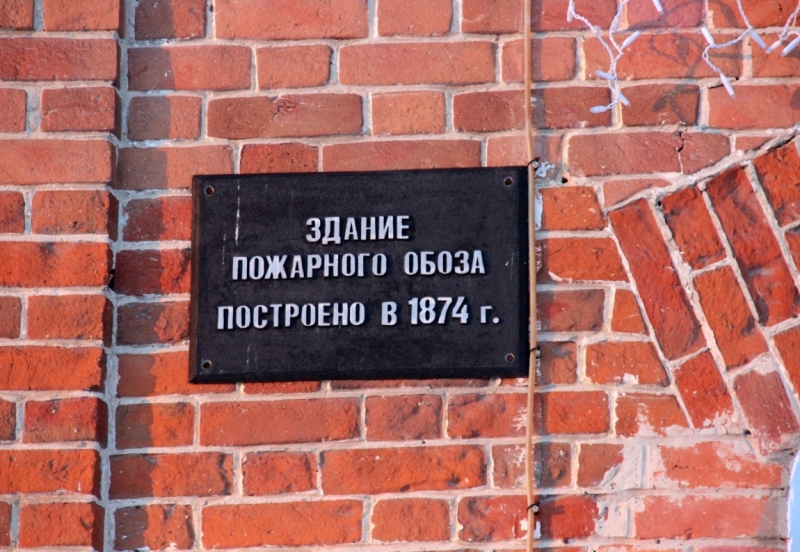 ЗДАНИЕ
ПОЖАРНОГО ОБОЗА
ПОСТРОЕНО В 1874 г.